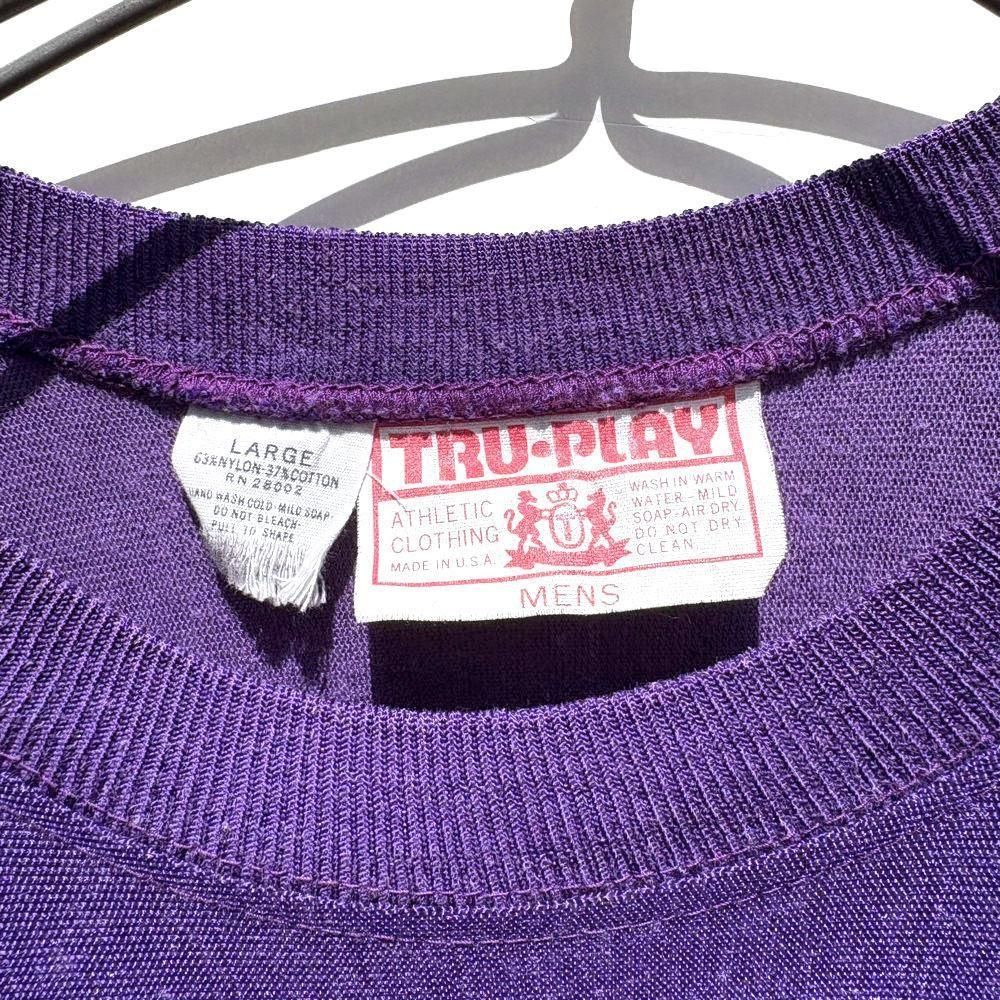 LARGE
63%NYLON-37%COTTON
RN 28002
HAND WASH COLD-MILD SOAP
DO NOT BLEACH-
PULL TO SHAPE
TRU•PLAY
ATHLETIC
CLOTHING
MADE IN U.S.A.
T
WASH IN WARM
WATER-MILD
SOAP-AIR DRY.
DO NOT DRY
CLEAN.
MENS